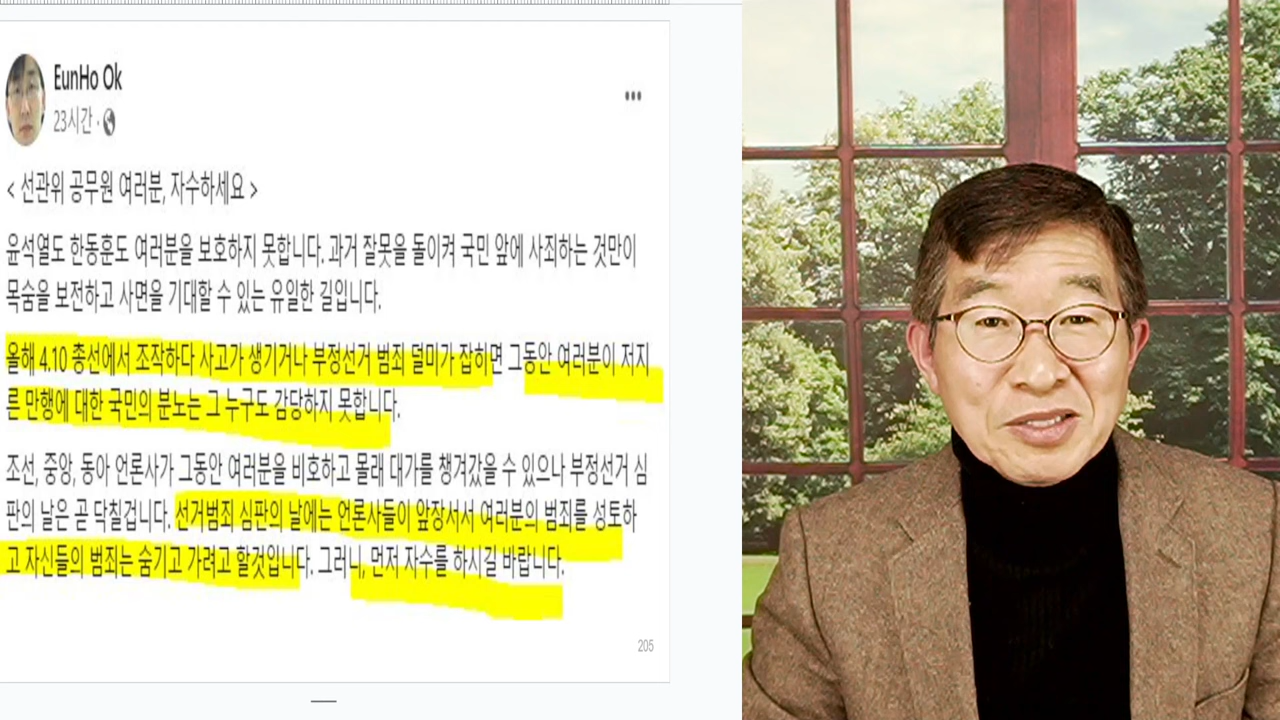 EunHo Ok
23시간 ·
...
< 선관위 공무원 여러분, 자수하세요 >
윤석열도 한동훈도 여러분을 보호하지 못합니다. 과거 잘못을 돌이켜 국민 앞에 사죄하는 것만이
목숨을 보전하고 사면을 기대할 수 있는 유일한 길입니다.
올해 4.10 총선에서 조작하다 사고가 생기거나 부정선거 범죄 덜미가 잡히면 그동안 여러분이 저지
른 만행에 대한 국민의 분노는 그 누구도 감당하지 못합니다.
조선, 중앙, 동아 언론사가 그동안 여러분을 비호하고 몰래 대가를 챙겨갔을 수 있으나 부정선거 심
판의 날은 곧 닥칠겁니다. 선거범죄 심판의 날에는 언론사들이 앞장서서 여러분의 범죄를 성토하
고 자신들의 범죄는 숨기고 가려고 할것입니다. 그러니, 먼저 자수를 하시길 바랍니다.
205